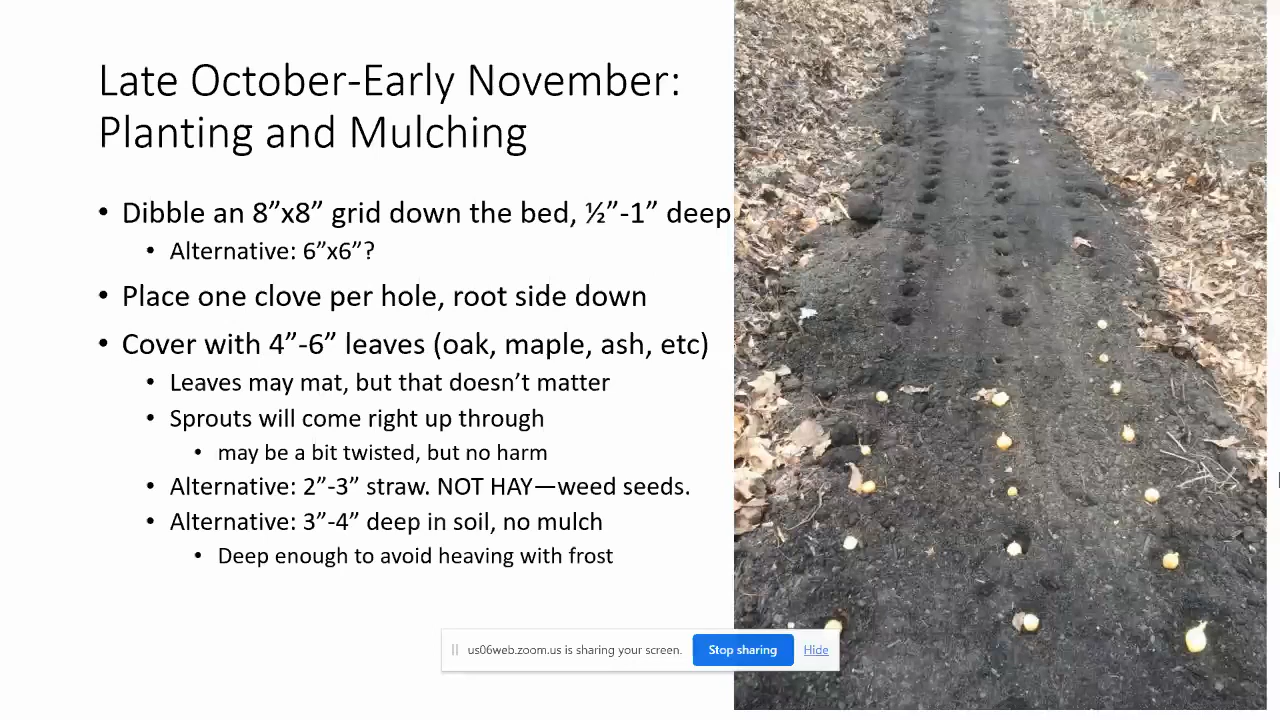 Late October-Early November:
Planting and Mulching
• Dibble an 8”x8” grid down the bed, ½”-1” deep
• Alternative: 6”x6”?
• Place one clove per hole, root side down
• Cover with 4”-6” leaves (oak, maple, ash, etc)
• Leaves may mat, but that doesn’t matter
• Sprouts will come right up through
• may be a bit twisted, but no harm
• Alternative: 2”-3” straw. NOT HAY—weed seeds.
• Alternative: 3”-4” deep in soil, no mulch
• Deep enough to avoid heaving with frost
us06web.zoom.us is sharing your screen. Stop sharing Hide